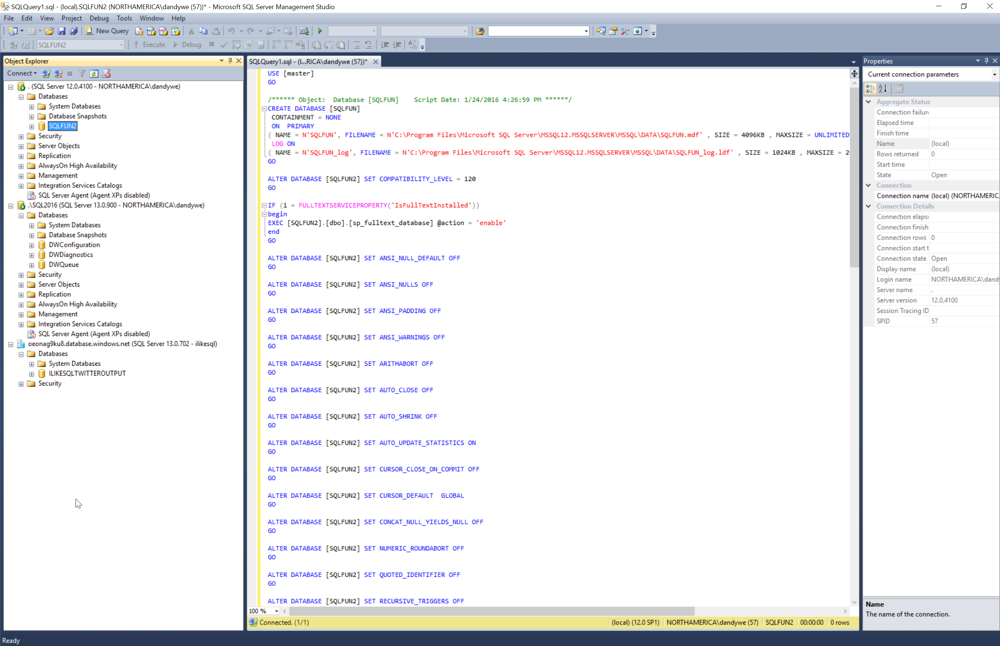 SQLQuery1.sql - (local).SQLFUN2 (NORTHAMERICA\dandywe (57))* - Microsoft SQL Server Management Studio
File Edit View Project Debug Tools Window Help
New Query
SQLFUN2 Execute Debug
Object Explorer
Connect
. (SQL Server 12.0.4100 - NORTHAMERICA\dandywe)
Databases
System Databases
Database Snapshots
SQLFUN2
Security
Server Objects
Replication
AlwaysOn High Availability
Management
Integration Services Catalogs
SQL Server Agent (Agent XPs disabled)
.\SQL2016 (SQL Server 13.0.900 - NORTHAMERICA\dandywe)
Databases
System Databases
Database Snapshots
DWConfiguration
DWDiagnostics
DWQueue
Security
Server Objects
Replication
AlwaysOn High Availability
Management
Integration Services Catalogs
SQL Server Agent (Agent XPs disabled)
oeonag9ku8.database.windows.net (SQL Server 13.0.702 - ilikesql)
Databases
System Databases
ILIKESQLTWITTEROUTPUT
Security
SQLQuery1.sql - (l...RICA\dandywe (57))*
USE [master]
GO
/****** Object:  Database [SQLFUN]    Script Date: 1/24/2016 4:26:59 PM ******/
CREATE DATABASE [SQLFUN]
CONTAINMENT = NONE
ON  PRIMARY
( NAME = N'SQLFUN', FILENAME = N'C:\Program Files\Microsoft SQL Server\MSSQL12.MSSQLSERVER\MSSQL\DATA\SQLFUN.mdf' , SIZE = 4096KB , MAXSIZE = UNLIMITED
LOG ON
( NAME = N'SQLFUN_log', FILENAME = N'C:\Program Files\Microsoft SQL Server\MSSQL12.MSSQLSERVER\MSSQL\DATA\SQLFUN_log.ldf' , SIZE = 1024KB , MAXSIZE = 2
GO
ALTER DATABASE [SQLFUN2] SET COMPATIBILITY_LEVEL = 120
GO
IF (1 = FULLTEXTSERVICEPROPERTY('IsFullTextInstalled'))
begin
EXEC [SQLFUN2].[dbo].[sp_fulltext_database] @action = 'enable'
end
GO
ALTER DATABASE [SQLFUN2] SET ANSI_NULL_DEFAULT OFF
GO
ALTER DATABASE [SQLFUN2] SET ANSI_NULLS OFF
GO
ALTER DATABASE [SQLFUN2] SET ANSI_PADDING OFF
GO
ALTER DATABASE [SQLFUN2] SET ANSI_WARNINGS OFF
GO
ALTER DATABASE [SQLFUN2] SET ARITHABORT OFF
GO
ALTER DATABASE [SQLFUN2] SET AUTO_CLOSE OFF
GO
ALTER DATABASE [SQLFUN2] SET AUTO_SHRINK OFF
GO
ALTER DATABASE [SQLFUN2] SET AUTO_UPDATE_STATISTICS ON
GO
ALTER DATABASE [SQLFUN2] SET CURSOR_CLOSE_ON_COMMIT OFF
GO
ALTER DATABASE [SQLFUN2] SET CURSOR_DEFAULT  GLOBAL
GO
ALTER DATABASE [SQLFUN2] SET CONCAT_NULL_YIELDS_NULL OFF
GO
ALTER DATABASE [SQLFUN2] SET NUMERIC_ROUNDABORT OFF
GO
ALTER DATABASE [SQLFUN2] SET QUOTED_IDENTIFIER OFF
GO
ALTER DATABASE [SQLFUN2] SET RECURSIVE_TRIGGERS OFF
100 %
Connected. (1/1) (local) (12.0 SP1) NORTHAMERICA\dandywe (57) SQLFUN2 00:00:00 0 rows
Properties
Current connection parameters
Aggregate Status
Connection failur
Elapsed time
Finish time
Name (local)
Rows returned 0
Start time
State Open
Connection
Connection name (local) (NORTHAMERIC
Connection Details
Connection elaps
Connection finish
Connection rows 0
Connection start t
Connection state Open
Display name (local)
Login name NORTHAMERICA\dand
Server name .
Server version 12.0.4100
Session Tracing ID
SPID 57
Name
The name of the connection.
Ready